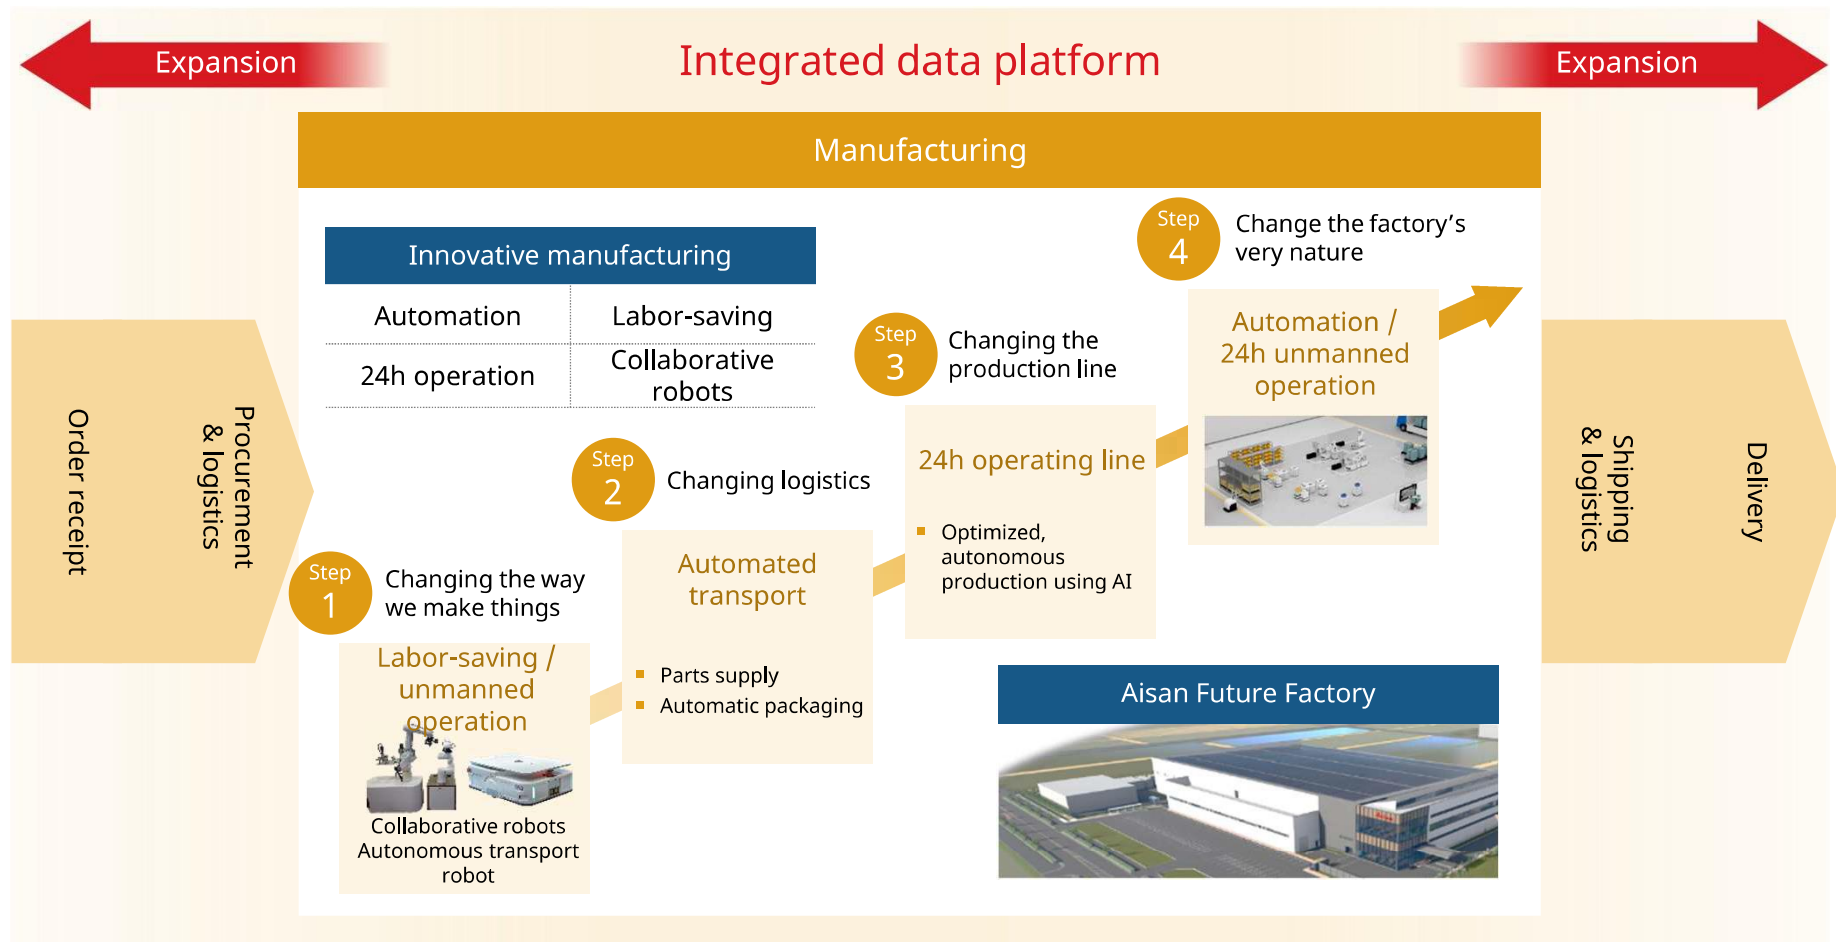 Expansion
Integrated data platform
Expansion
Manufacturing
Innovative manufacturing
Automation
Labor-saving
24h operation
Collaborative
robots
Order receipt
Procurement
& logistics
Step
1
Changing the way
we make things
Labor-saving /
unmanned
operation
Collaborative robots
Autonomous transport
robot
Step
2
Changing logistics
Automated
transport
Parts supply
Automatic packaging
Step
3
Changing the
production line
24h operating line
Optimized,
autonomous
production using AI
Step
4
Change the factory's
very nature
Automation /
24h unmanned
operation
Aisan Future Factory
Shipping
& logistics
Delivery